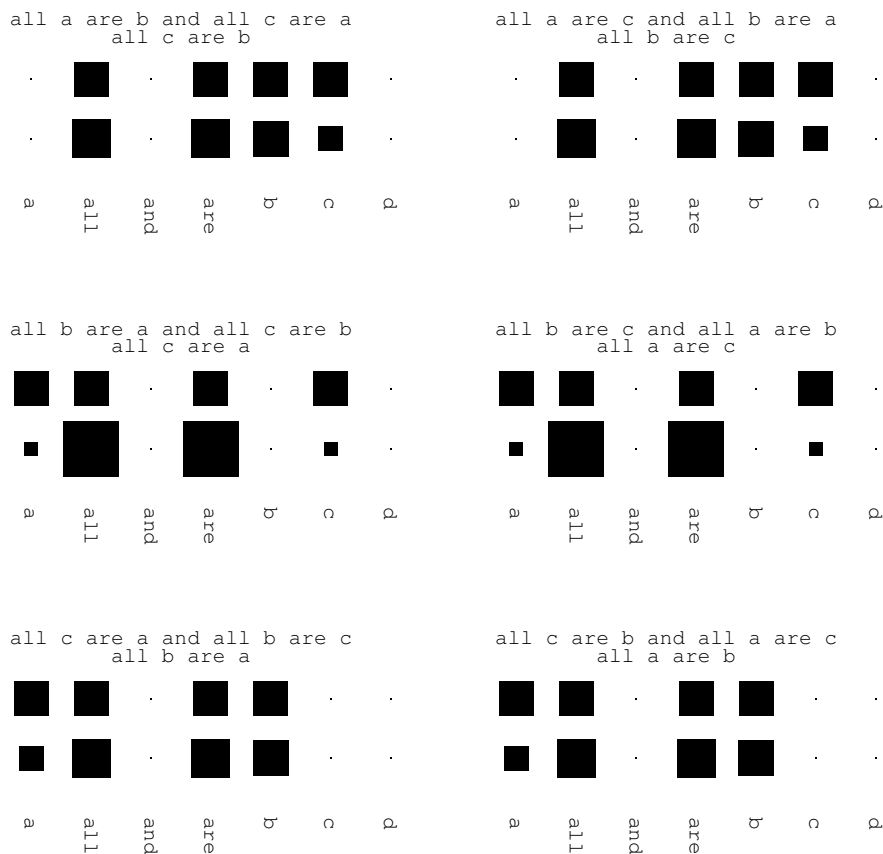 all a are b and all c are a
all c are b
a all and are b c d
all a are c and all b are a
all b are c
a all and are b c d
all b are a and all c are b
all c are a
a all and are b c d
all b are c and all a are b
all a are c
a all and are b c d
all c are a and all b are c
all b are a
a all and are b c d
all c are b and all a are c
all a are b
a all and are b c d